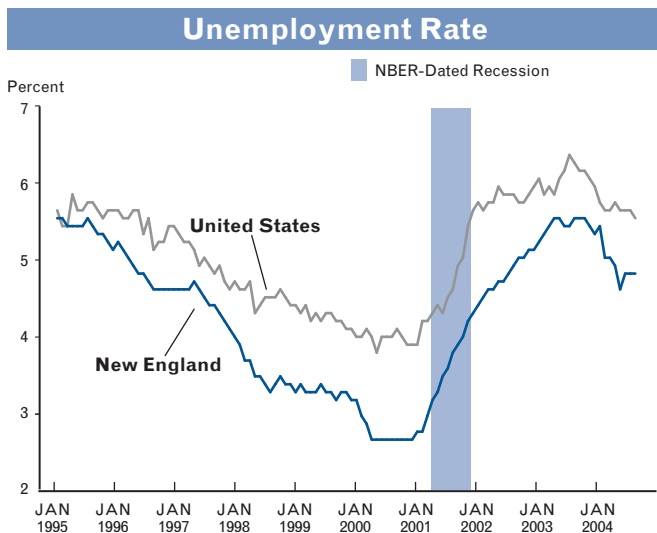 Unemployment Rate
NBER-Dated Recession
Percent
7
6
United States
5
4
New England
3
2
JAN JAN JAN JAN JAN JAN JAN JAN JAN JAN
1995 1996 1997 1998 1999 2000 2001 2002 2003 2004